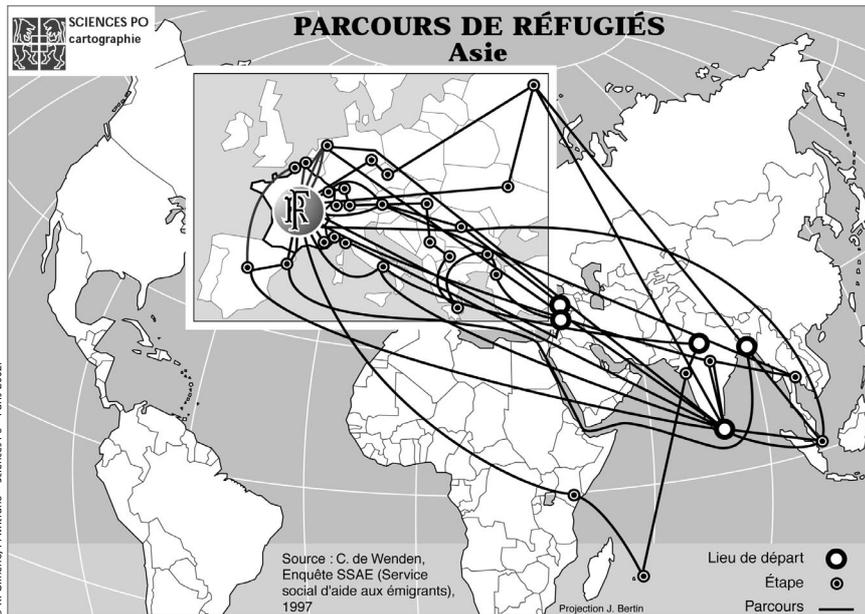 SCIENCES PO
cartographie
PARCOURS DE RÉFUGIÉS
Asie
RF
Source : C. de Wenden,
Enquête SSAE (Service
social d'aide aux émigrants),
1997
Projection J. Bertin
Lieu de départ
Étape
Parcours